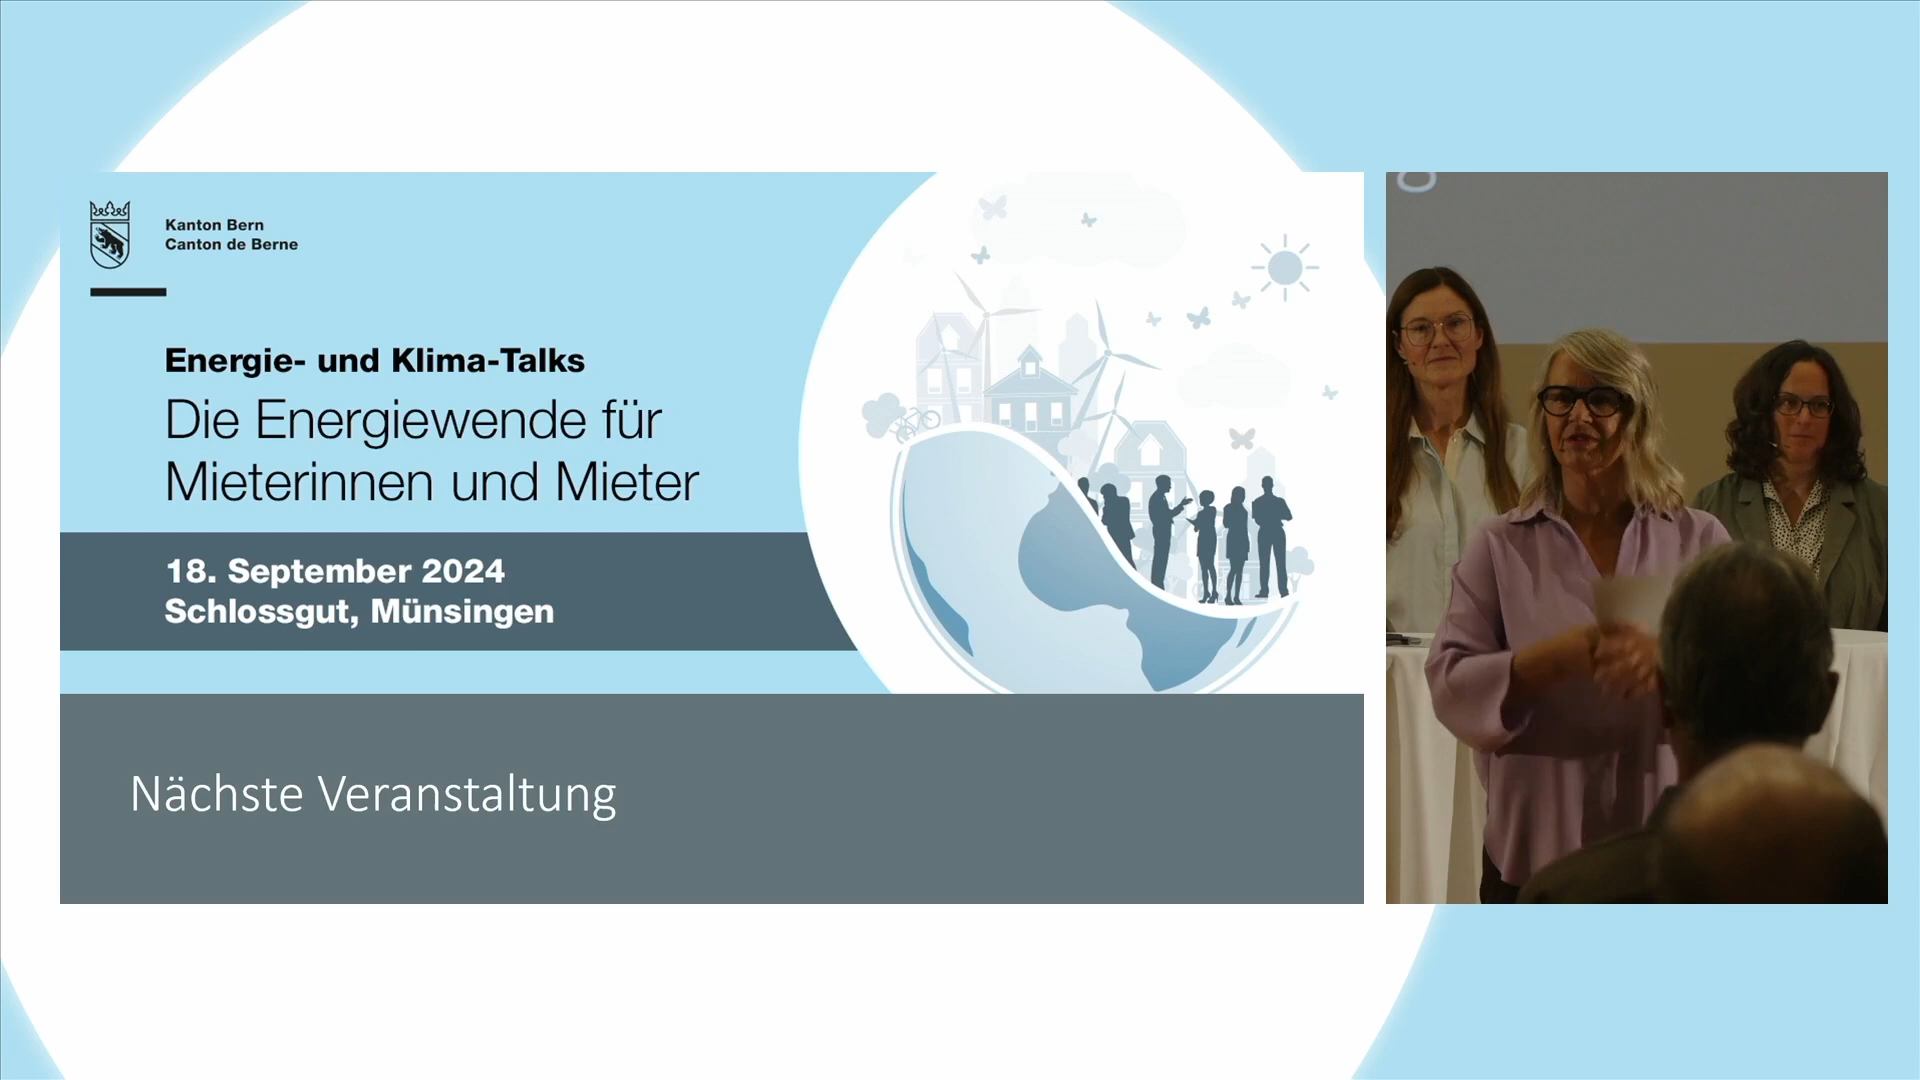 Kanton Bern
Canton de Berne
Energie- und Klima-Talks
Die Energiewende für
Mieterinnen und Mieter
18. September 2024
Schlossgut, Münsingen
Nächste Veranstaltung